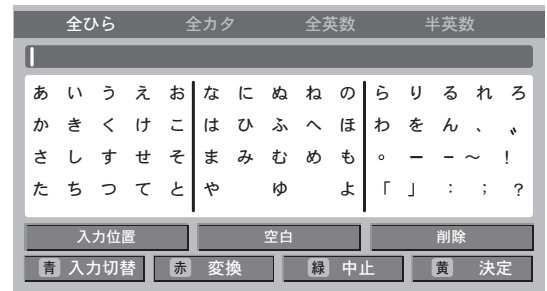 全ひら 全カタ 全英数 半英数
あ い う え お な に ぬ ね の ら り る れ ろ
か き く け こ は ひ ふ へ ほ わ を ん 、 〟
さ し す せ そ ま み む め も 。 ー − ～ ！
た ち つ て と や ゆ よ 「 」 ： ； ？
入力位置 空白 削除
青 入力切替 赤 変換 緑 中止 黄 決定